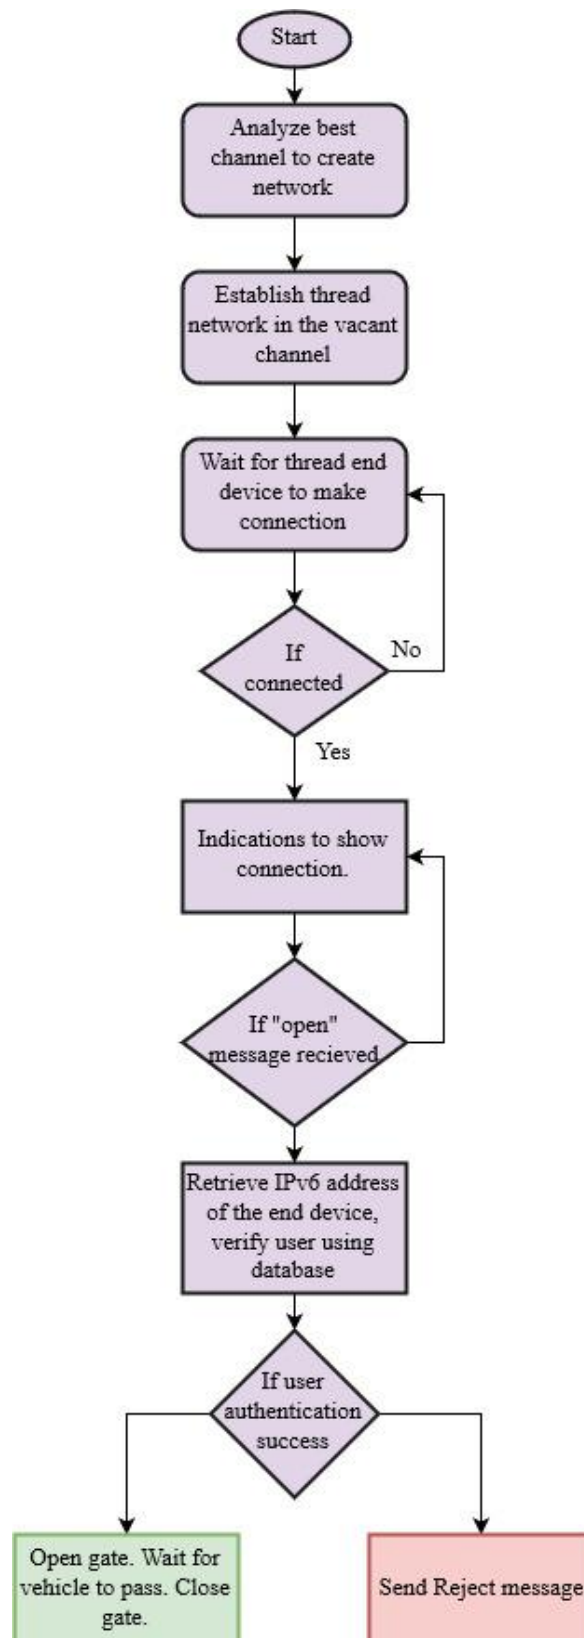 Start
Analyze best
channel to create
network
Establish thread
network in the vacant
channel
Wait for thread end
device to make
connection
If
connected
No
Yes
Indications to show
connection.
If "open"
message recieved
Retrieve IPv6 address
of the end device,
verify user using
database
If user
authentication
success
Open gate. Wait for
vehicle to pass. Close
gate.
Send Reject message